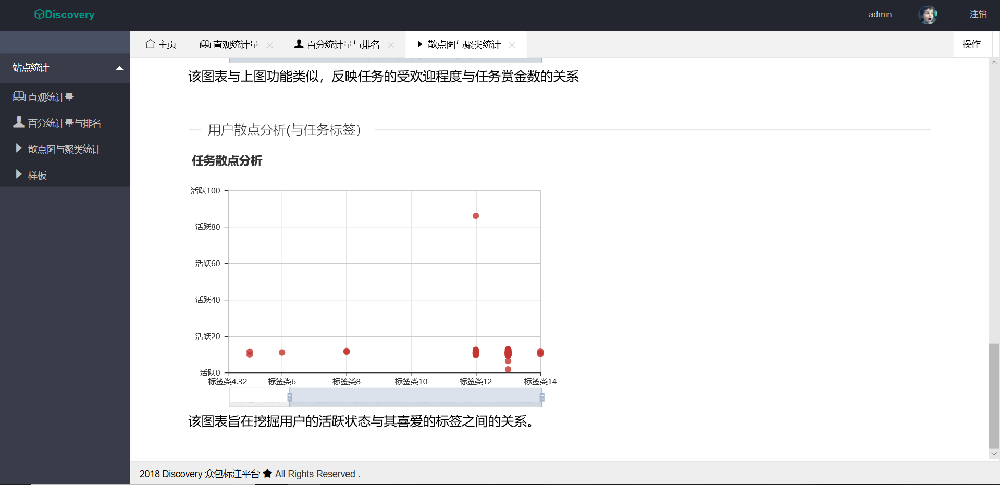 Discovery
admin
注销
主页
直观统计量
百分统计量与排名
散点图与聚类统计
操作
站点统计
直观统计量
百分统计量与排名
散点图与聚类统计
样板
该图表与上图功能类似，反映任务的受欢迎程度与任务赏金数的关系
用户散点分析(与任务标签）
任务散点分析
活跃100
活跃80
活跃60
活跃40
活跃20
活跃0
标签类4.32
标签类6
标签类8
标签类10
标签类12
标签类14
该图表旨在挖掘用户的活跃状态与其喜爱的标签之间的关系。
2018 Discovery 众包标注平台 ★ All Rights Reserved .